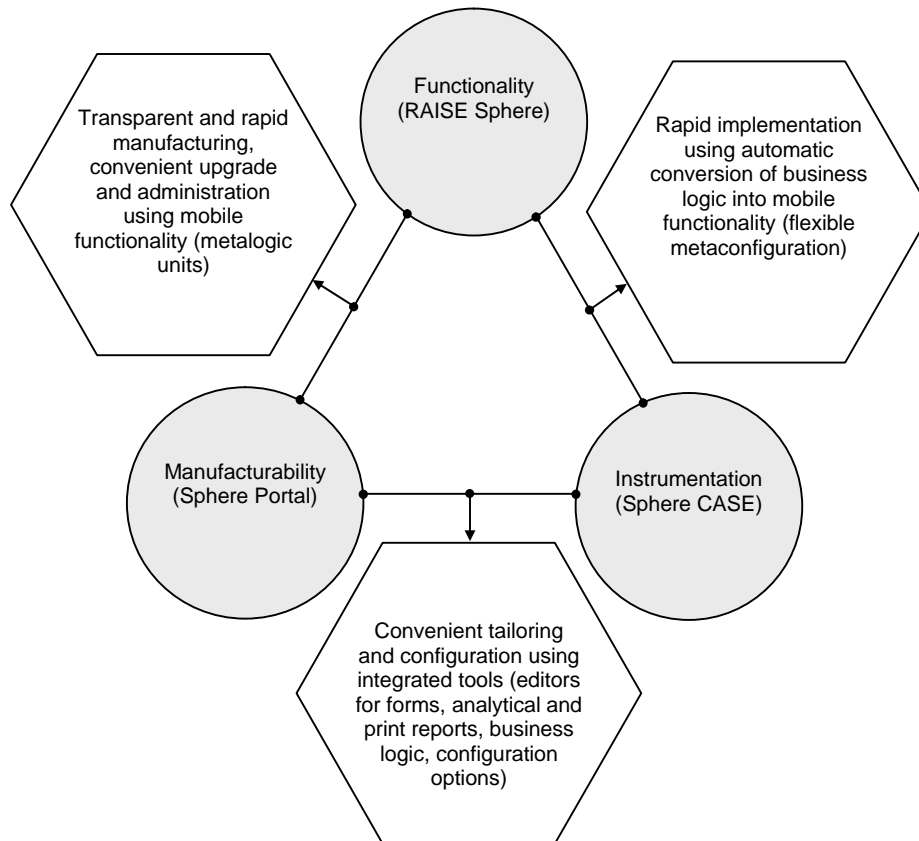 Functionality
(RAISE Sphere)
Transparent and rapid
manufacturing,
convenient upgrade
and administration
using mobile
functionality (metalogic
units)
Rapid implementation
using automatic
conversion of business
logic into mobile
functionality (flexible
metaconfiguration)
Manufacturability
(Sphere Portal)
Instrumentation
(Sphere CASE)
Convenient tailoring
and configuration using
integrated tools (editors
for forms, analytical and
print reports, business
logic, configuration
options)